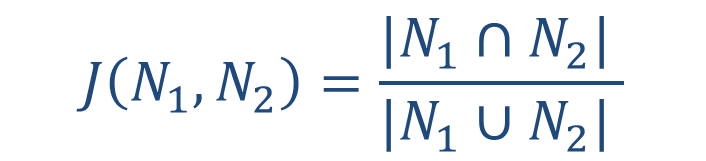 J(N₁, N₂) = |N₁ ∩ N₂| / |N₁ ∪ N₂|